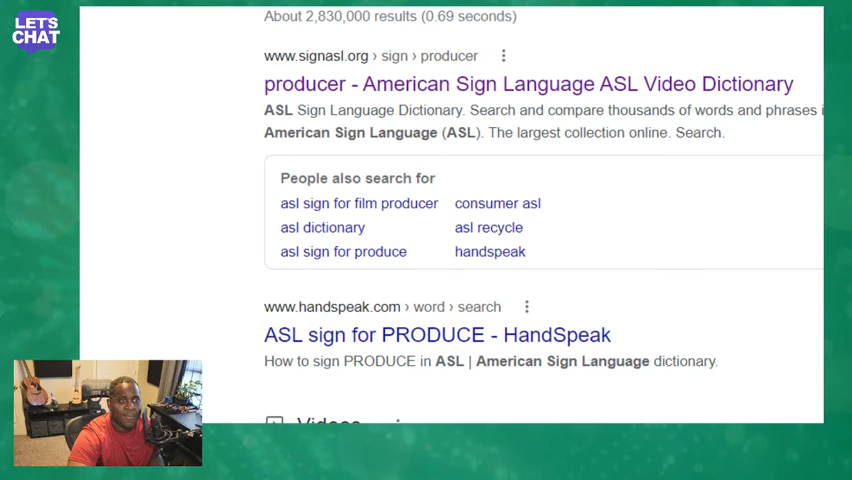 LETS
CHAT
About 2,830,000 results (0.69 seconds)
www.signasl.org › sign › producer
producer - American Sign Language ASL Video Dictionary
ASL Sign Language Dictionary. Search and compare thousands of words and phrases i
American Sign Language (ASL). The largest collection online. Search.
People also search for
asl sign for film producer consumer asl
asl dictionary asl recycle
asl sign for produce handspeak
www.handspeak.com › word › search
ASL sign for PRODUCE - HandSpeak
How to sign PRODUCE in ASL | American Sign Language dictionary.
Videos